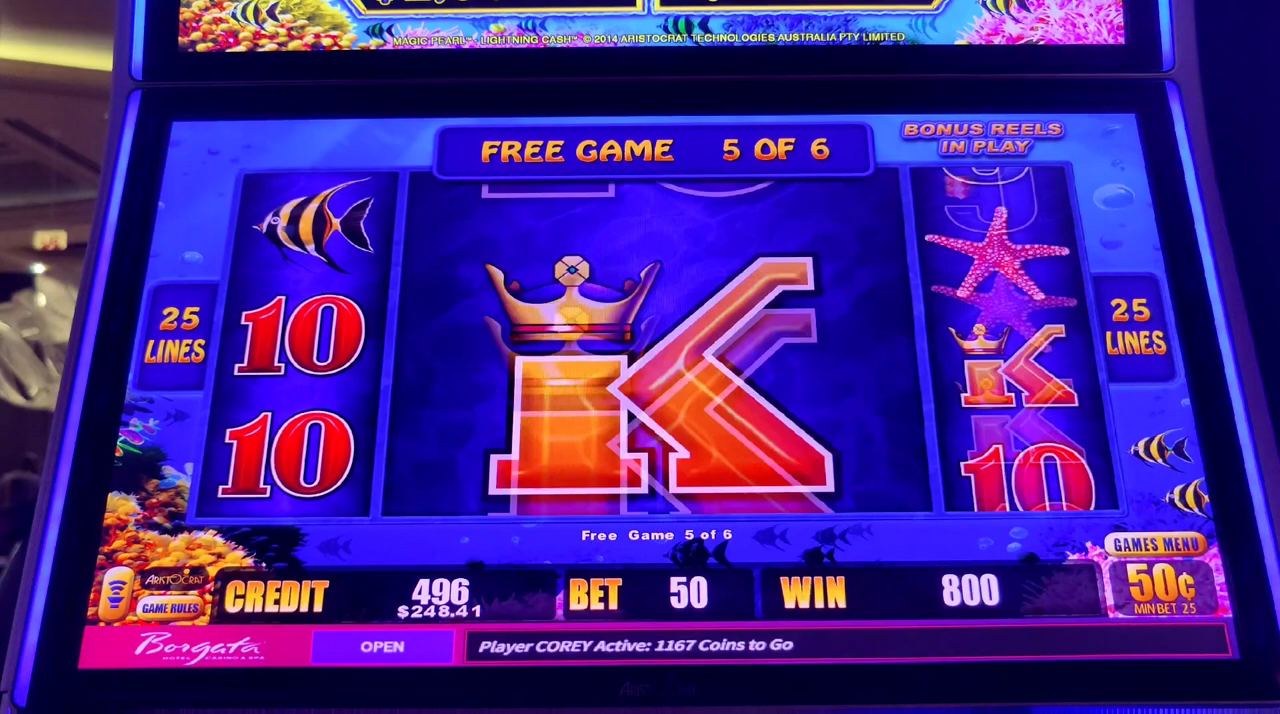 MAGIC PEARL™ - LIGHTNING CASH™ © 2014 ARISTOCRAT TECHNOLOGIES AUSTRALIA PTY LIMITED
FREE GAME 5 OF 6
BONUS REELS
IN PLAY
25
LINES
10
10
K
K
10
25
LINES
Free Game 5 of 6
GAMES MENU
ARISTOCRAT
GAME RULES
CREDIT 496
$248.41
BET 50
WIN 800
50¢
MIN BET 25
Borgata
HOTEL CASINO & SPA
OPEN
Player COREY Active: 1167 Coins to Go